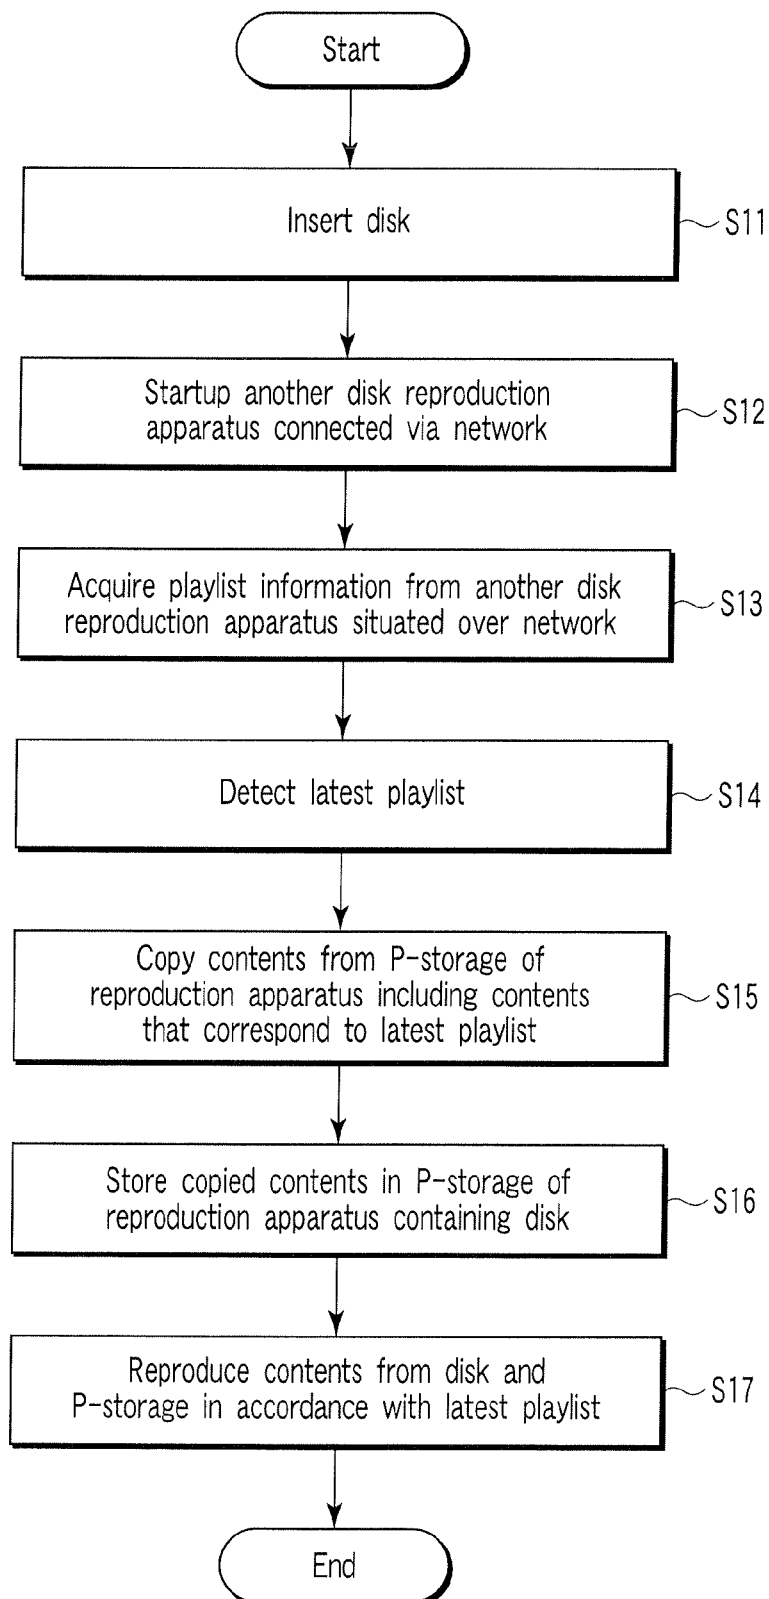 Start
Insert disk
S11
Startup another disk reproduction
apparatus connected via network
S12
Acquire playlist information from another disk
reproduction apparatus situated over network
S13
Detect latest playlist
S14
Copy contents from P-storage of
reproduction apparatus including contents
that correspond to latest playlist
S15
Store copied contents in P-storage of
reproduction apparatus containing disk
S16
Reproduce contents from disk and
P-storage in accordance with latest playlist
S17
End